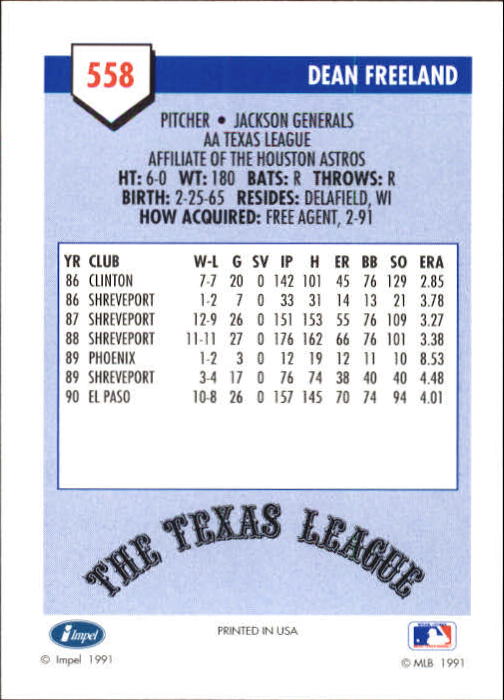 558
DEAN FREELAND
PITCHER • JACKSON GENERALS
AA TEXAS LEAGUE
AFFILIATE OF THE HOUSTON ASTROS
HT: 6-0 WT: 180 BATS: R THROWS: R
BIRTH: 2-25-65 RESIDES: DELAFIELD, WI
HOW ACQUIRED: FREE AGENT, 2-91
YR CLUB W-L G SV IP H ER BB SO ERA
86 CLINTON 7-7 20 0 142 101 45 76 129 2.85
86 SHREVEPORT 1-2 7 0 33 31 14 13 21 3.78
87 SHREVEPORT 12-9 26 0 151 153 55 76 109 3.27
88 SHREVEPORT 11-11 27 0 176 162 66 76 101 3.38
89 PHOENIX 1-2 3 0 12 19 12 11 10 8.53
89 SHREVEPORT 3-4 17 0 76 74 38 40 40 4.48
90 EL PASO 10-8 26 0 157 145 70 74 94 4.01
THE TEXAS LEAGUE
Impel
PRINTED IN USA
© Impel 1991
© MLB 1991